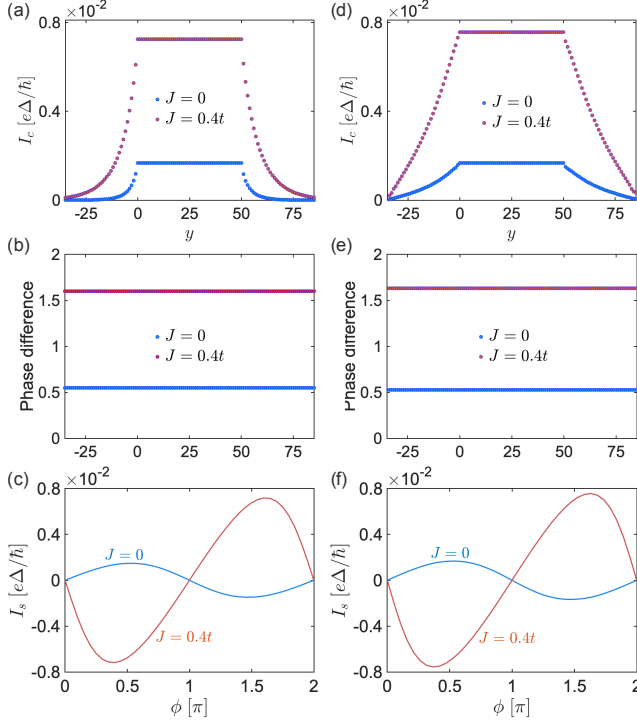 (a)
×10⁻²
0.8
0.4
0
I_c [eΔ/ħ]
J = 0
J = 0.4t
-25 0 25 50 75
y
(d)
×10⁻²
0.8
0.4
0
I_c [eΔ/ħ]
J = 0
J = 0.4t
-25 0 25 50 75
y
(b)
2
1.5
1
0.5
0
Phase difference
J = 0
J = 0.4t
-25 0 25 50 75
(e)
2
1.5
1
0.5
0
Phase difference
J = 0
J = 0.4t
-25 0 25 50 75
(c)
×10⁻²
0.8
0.4
0
-0.4
-0.8
I_s [eΔ/ħ]
J = 0
J = 0.4t
0 0.5 1 1.5 2
ϕ [π]
(f)
×10⁻²
0.8
0.4
0
-0.4
-0.8
I_s [eΔ/ħ]
J = 0
J = 0.4t
0 0.5 1 1.5 2
ϕ [π]